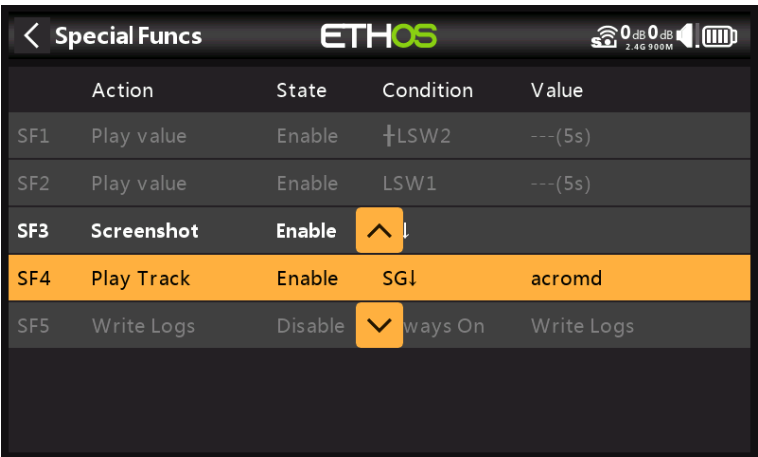 Special Funcs ETHOS 0dB 0dB 2.4G 900M
Action State Condition Value
SF1 Play value Enable ƗLSW2 ---(5s)
SF2 Play value Enable LSW1 ---(5s)
SF3 Screenshot Enable ↓
SF4 Play Track Enable SG↓ acromd
SF5 Write Logs Disable ways On Write Logs